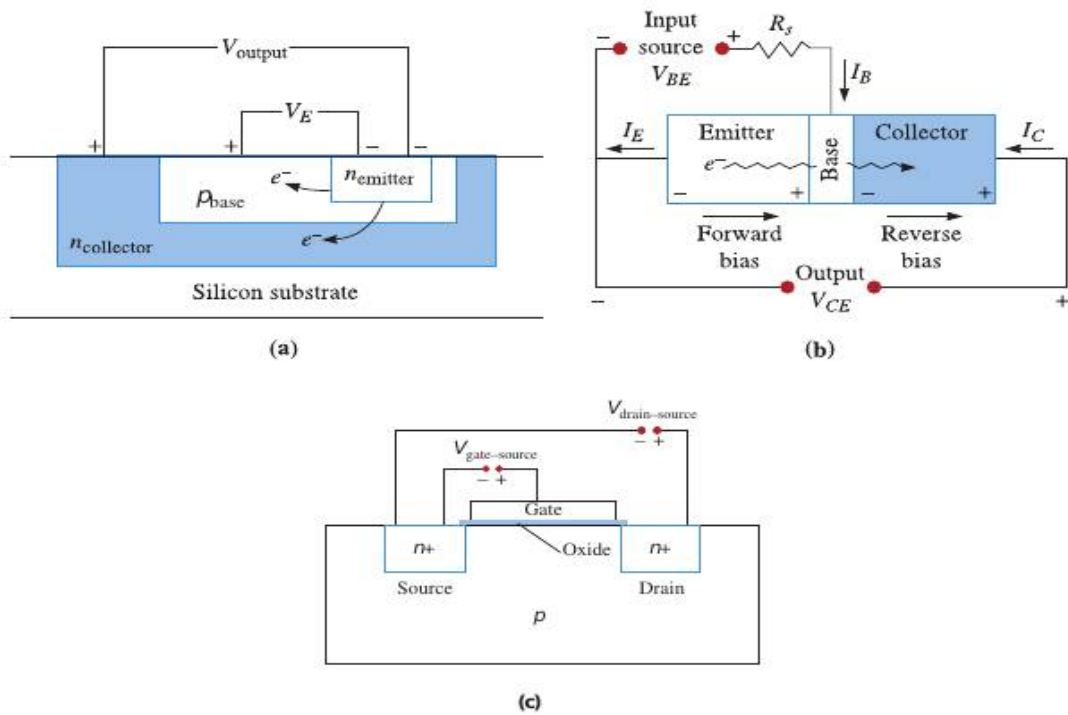 V_output
V_E
+ + − −
e⁻
n_emitter
p_base
e⁻
n_collector
Silicon substrate
(a)
Input
source
V_BE
− +
R_s
I_B
I_E
Emitter
Base
Collector
I_C
e⁻
− + − +
Forward
bias
Reverse
bias
Output
V_CE
− +
(b)
V_drain–source
− +
V_gate–source
− +
Gate
n+
Oxide
n+
Source
Drain
p
(c)